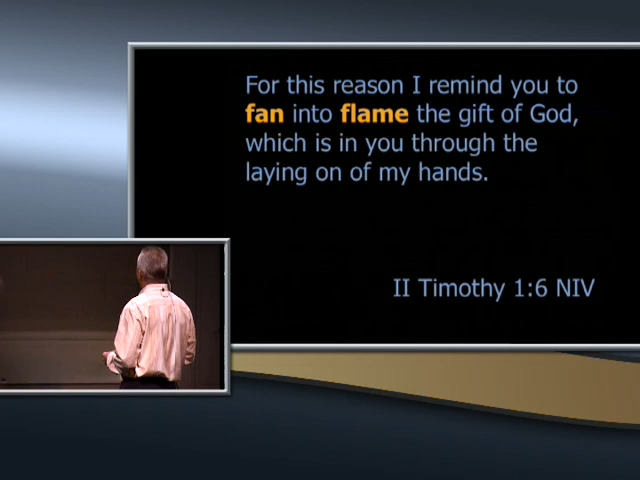 For this reason I remind you to
fan into flame the gift of God,
which is in you through the
laying on of my hands.
II Timothy 1:6 NIV